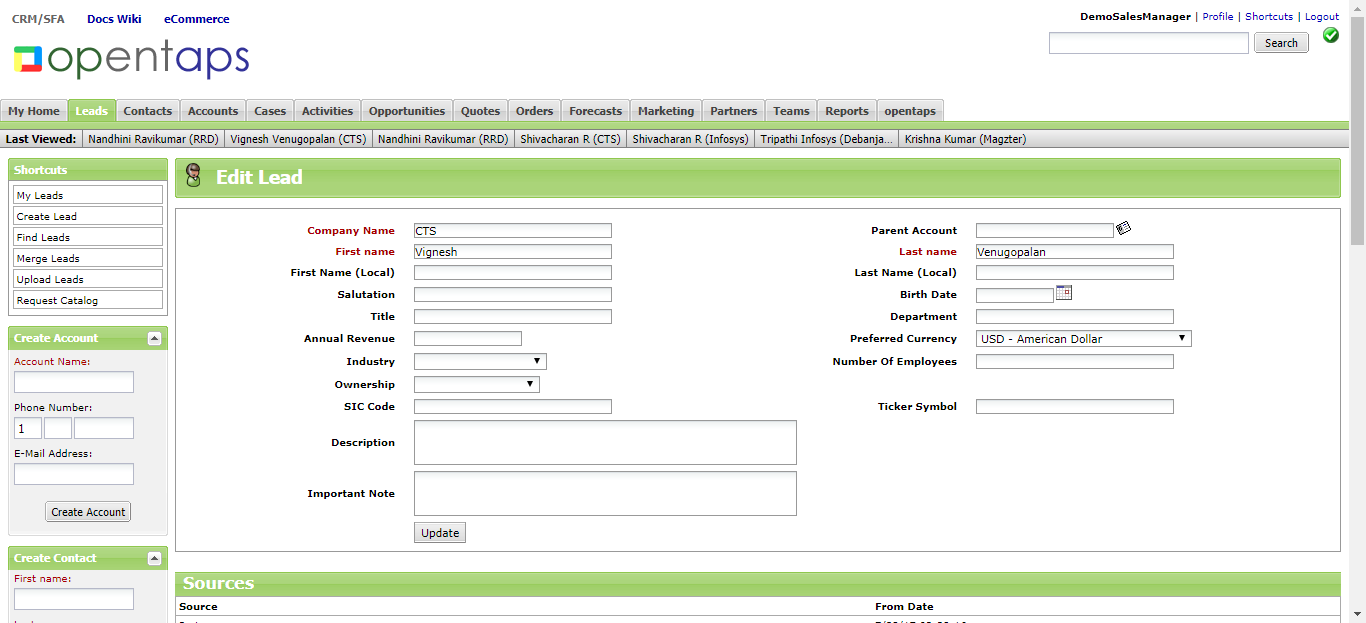 CRM/SFA Docs Wiki eCommerce
DemoSalesManager | Profile | Shortcuts | Logout
opentaps
Search
My Home Leads Contacts Accounts Cases Activities Opportunities Quotes Orders Forecasts Marketing Partners Teams Reports opentaps
Last Viewed: Nandhini Ravikumar (RRD) Vignesh Venugopalan (CTS) Nandhini Ravikumar (RRD) Shivacharan R (CTS) Shivacharan R (Infosys) Tripathi Infosys (Debanja... Krishna Kumar (Magzter)
Shortcuts
My Leads
Create Lead
Find Leads
Merge Leads
Upload Leads
Request Catalog
Create Account
Account Name:
Phone Number:
1
E-Mail Address:
Create Account
Create Contact
First name:
Edit Lead
Company Name CTS Parent Account
First name Vignesh Last name Venugopalan
First Name (Local) Last Name (Local)
Salutation Birth Date
Title Department
Annual Revenue Preferred Currency USD - American Dollar
Industry Number Of Employees
Ownership
SIC Code Ticker Symbol
Description
Important Note
Update
Sources
Source From Date